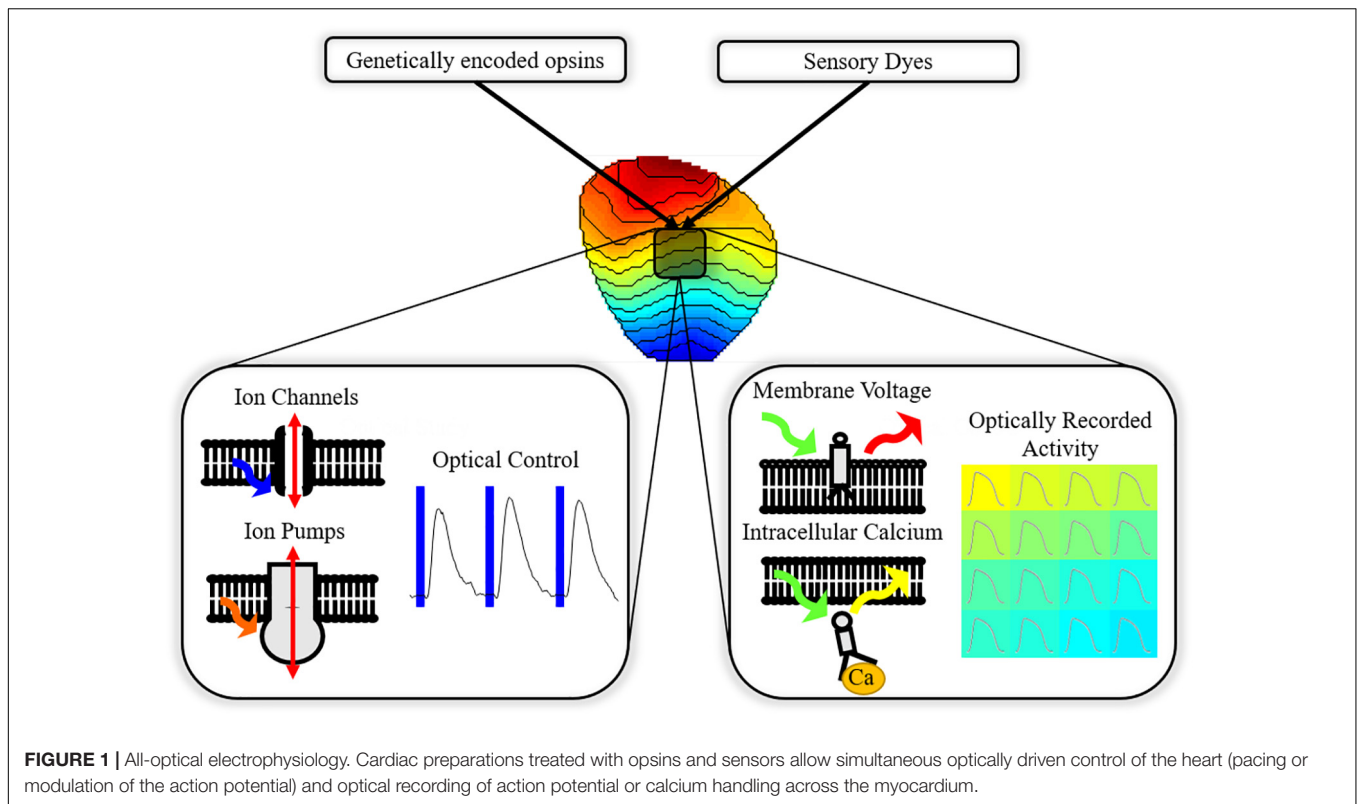 Genetically encoded opsins
Sensory Dyes
Ion Channels
Optical Control
Ion Pumps
Membrane Voltage
Optically Recorded
Activity
Intracellular Calcium
Ca
FIGURE 1 | All-optical electrophysiology. Cardiac preparations treated with opsins and sensors allow simultaneous optically driven control of the heart (pacing or
modulation of the action potential) and optical recording of action potential or calcium handling across the myocardium.